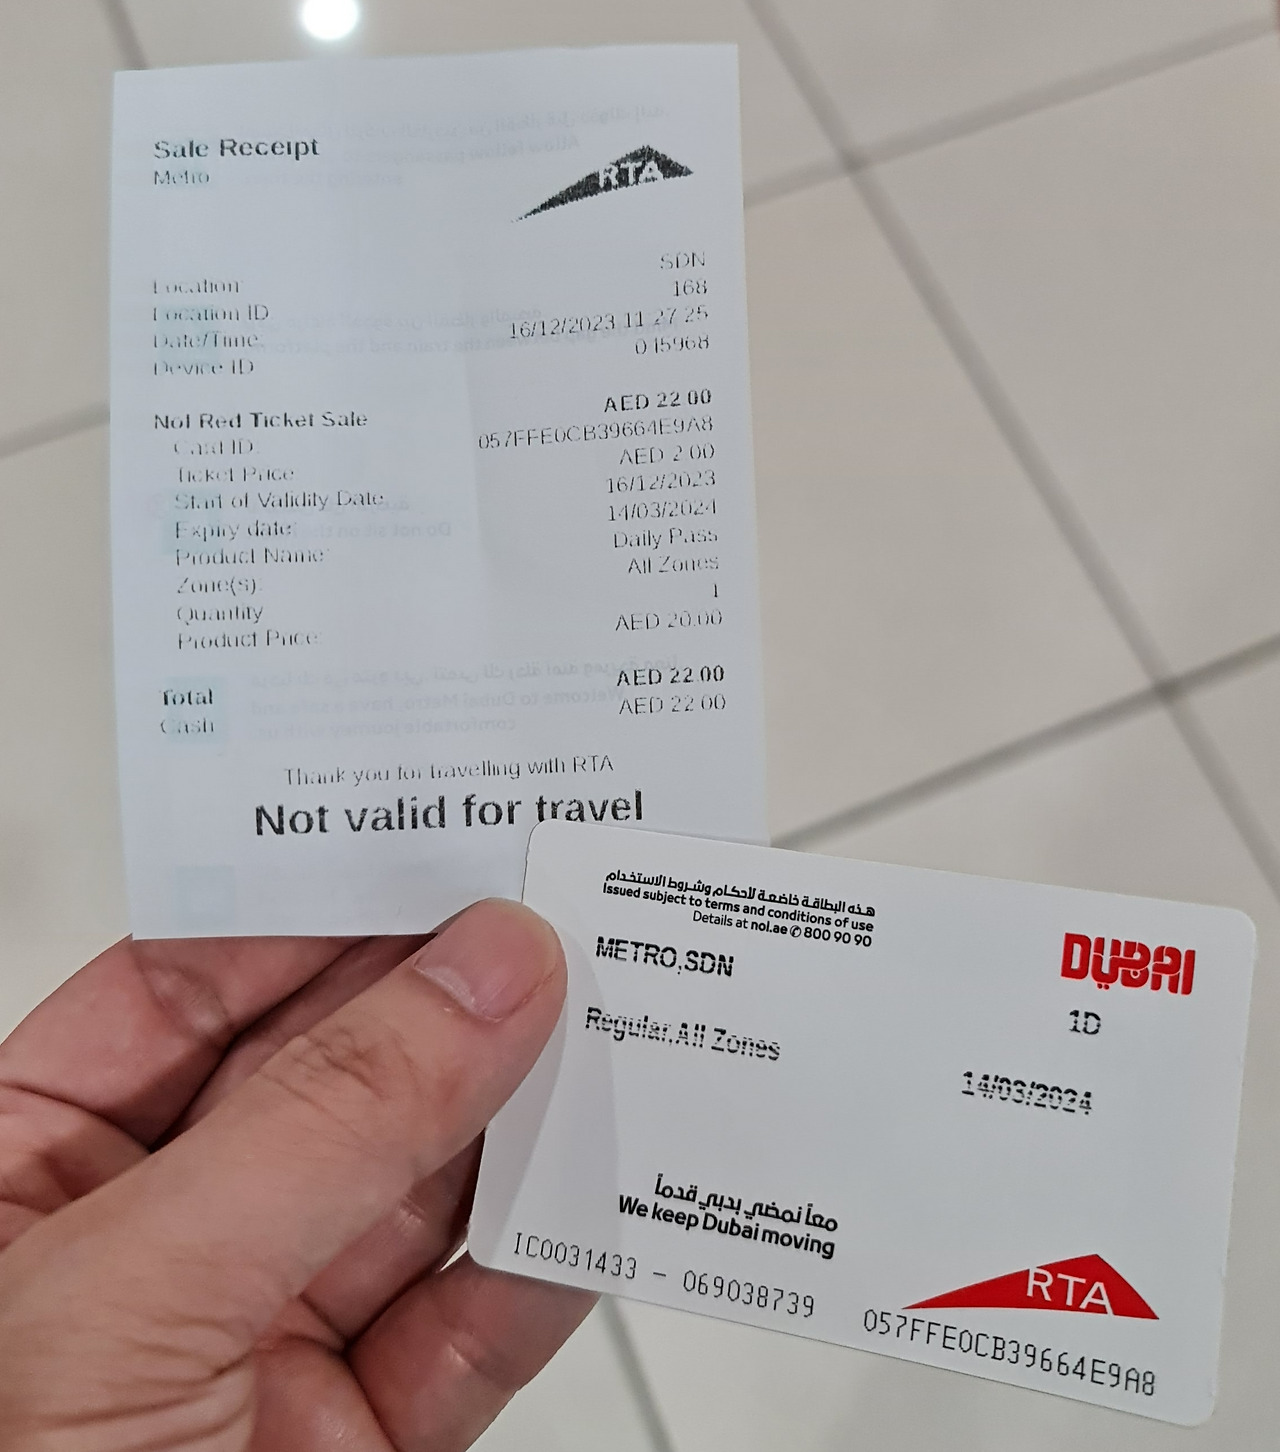 Sale Receipt
Metro
RTA
Location SDN
Location ID 168
Date/Time: 16/12/2023 11 27 25
Device ID 045968
Nol Red Ticket Sale AED 22 00
Card ID: 057FFE0CB39664E9A8
Ticket Price: AED 2 00
Start of Validity Date: 16/12/2023
Expiry date: 14/03/2024
Product Name: Daily Pass
Zone(s): All Zones
Quantity 1
Product Price: AED 20.00
Total AED 22.00
Cash AED 22 00
Thank you for travelling with RTA
Not valid for travel
هذه البطاقة خاضعة لأحكام وشروط الاستخدام
Issued subject to terms and conditions of use
Details at nol.ae ✆ 800 90 90
METRO,SDN
DUBAI
1D
Regular,All Zones
14/03/2024
معاً نمضي بدبي قدماً
We keep Dubai moving
RTA
IC0031433 - 069038739 057FFE0CB39664E9A8